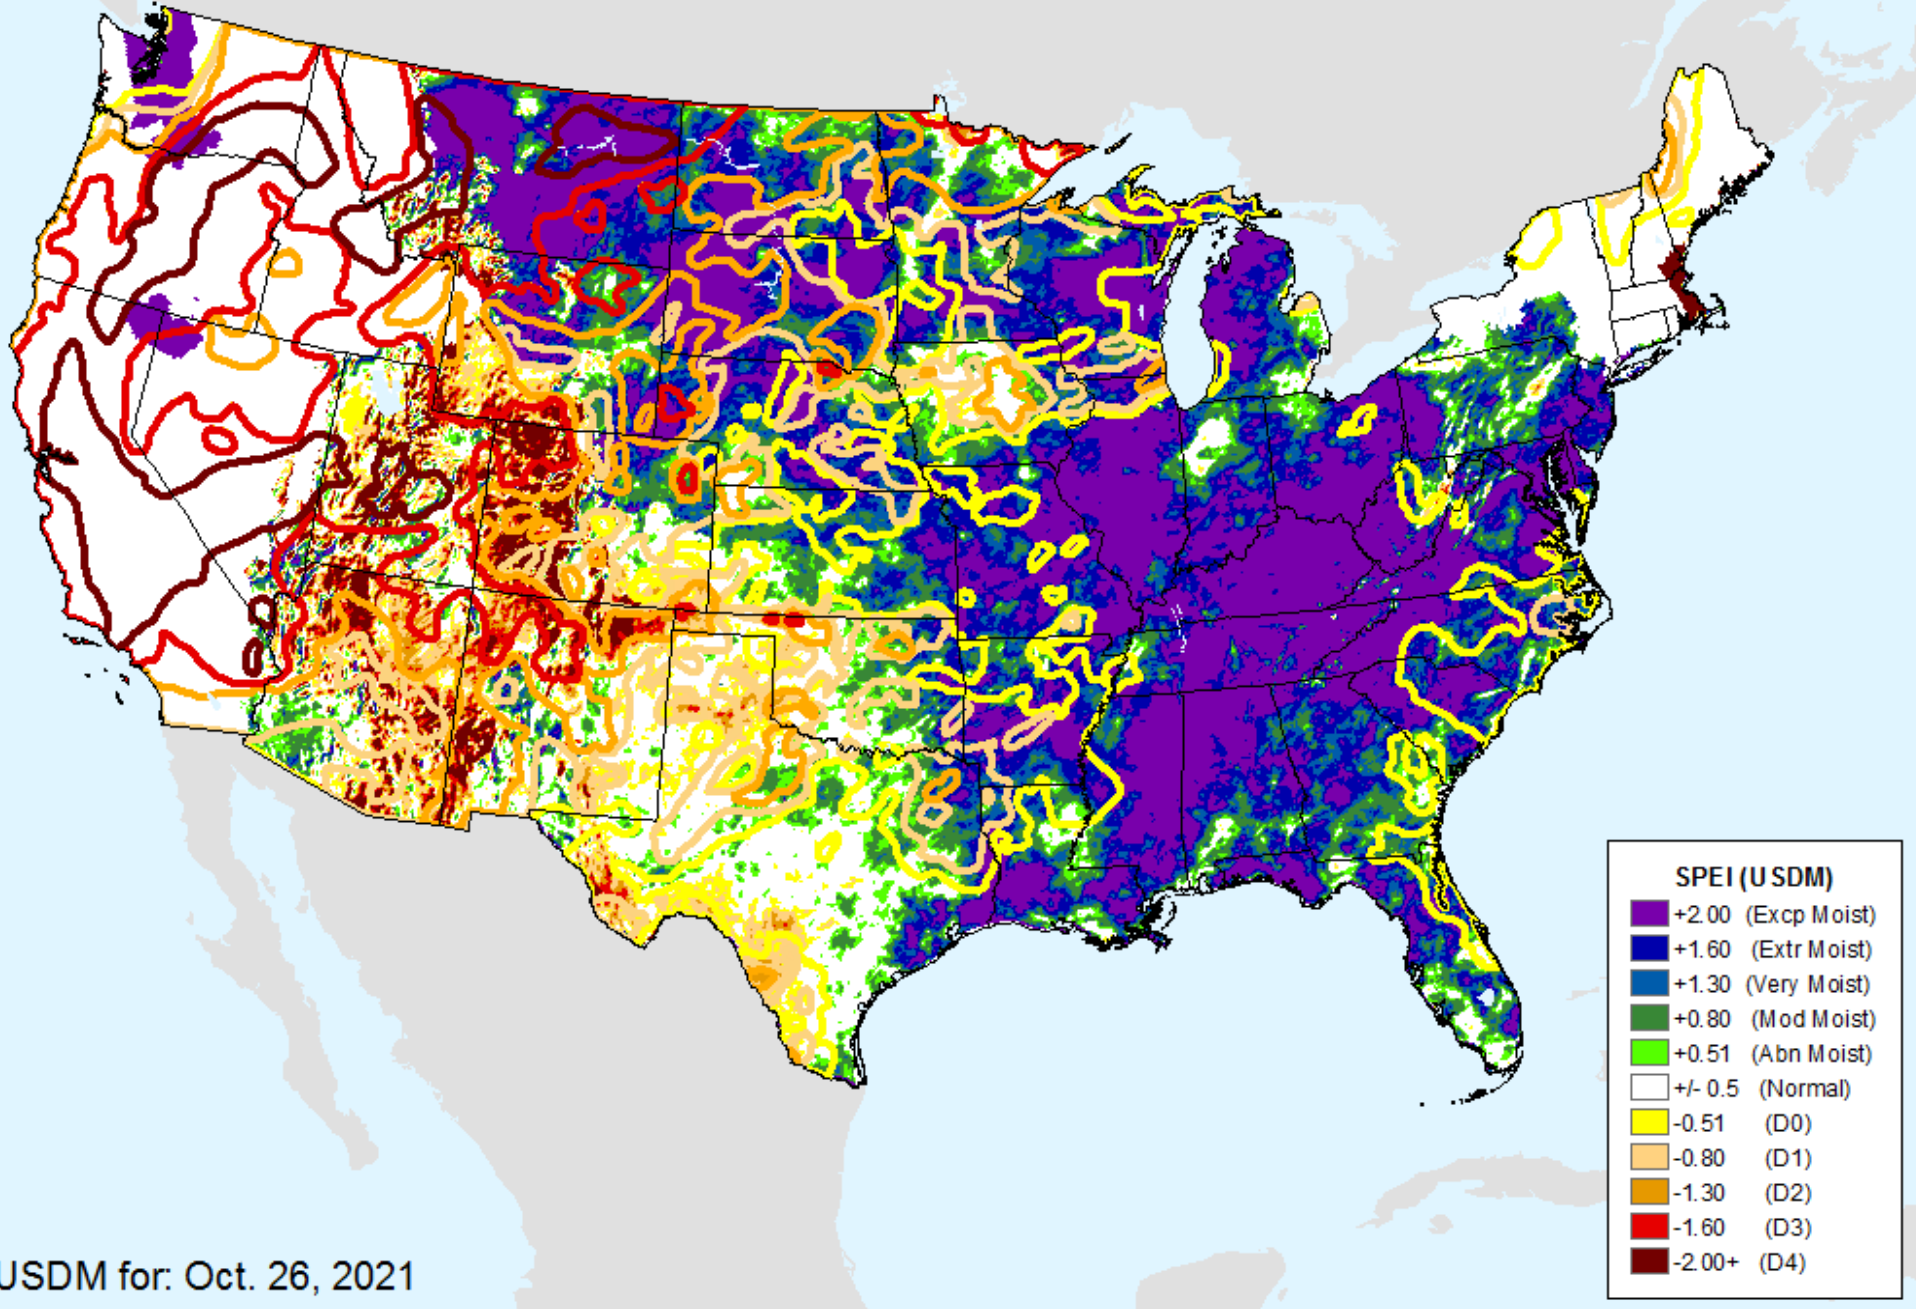 SPEI (USDM)
+2.00 (Excp Moist)
+1.60 (Extr Moist)
+1.30 (Very Moist)
+0.80 (Mod Moist)
+0.51 (Abn Moist)
+/- 0.5 (Normal)
-0.51 (D0)
-0.80 (D1)
-1.30 (D2)
-1.60 (D3)
-2.00+ (D4)
USDM for: Oct. 26, 2021